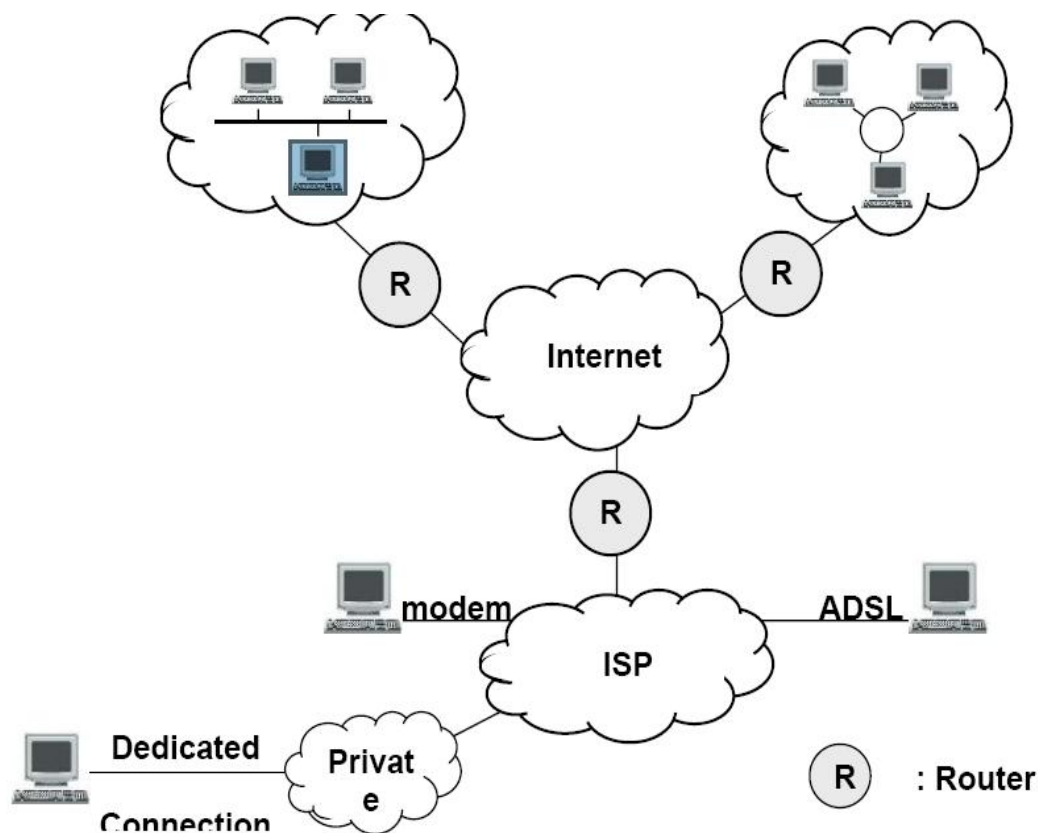 R
R
Internet
R
modem
ADSL
ISP
Dedicated
Connection
Privat
e
R : Router